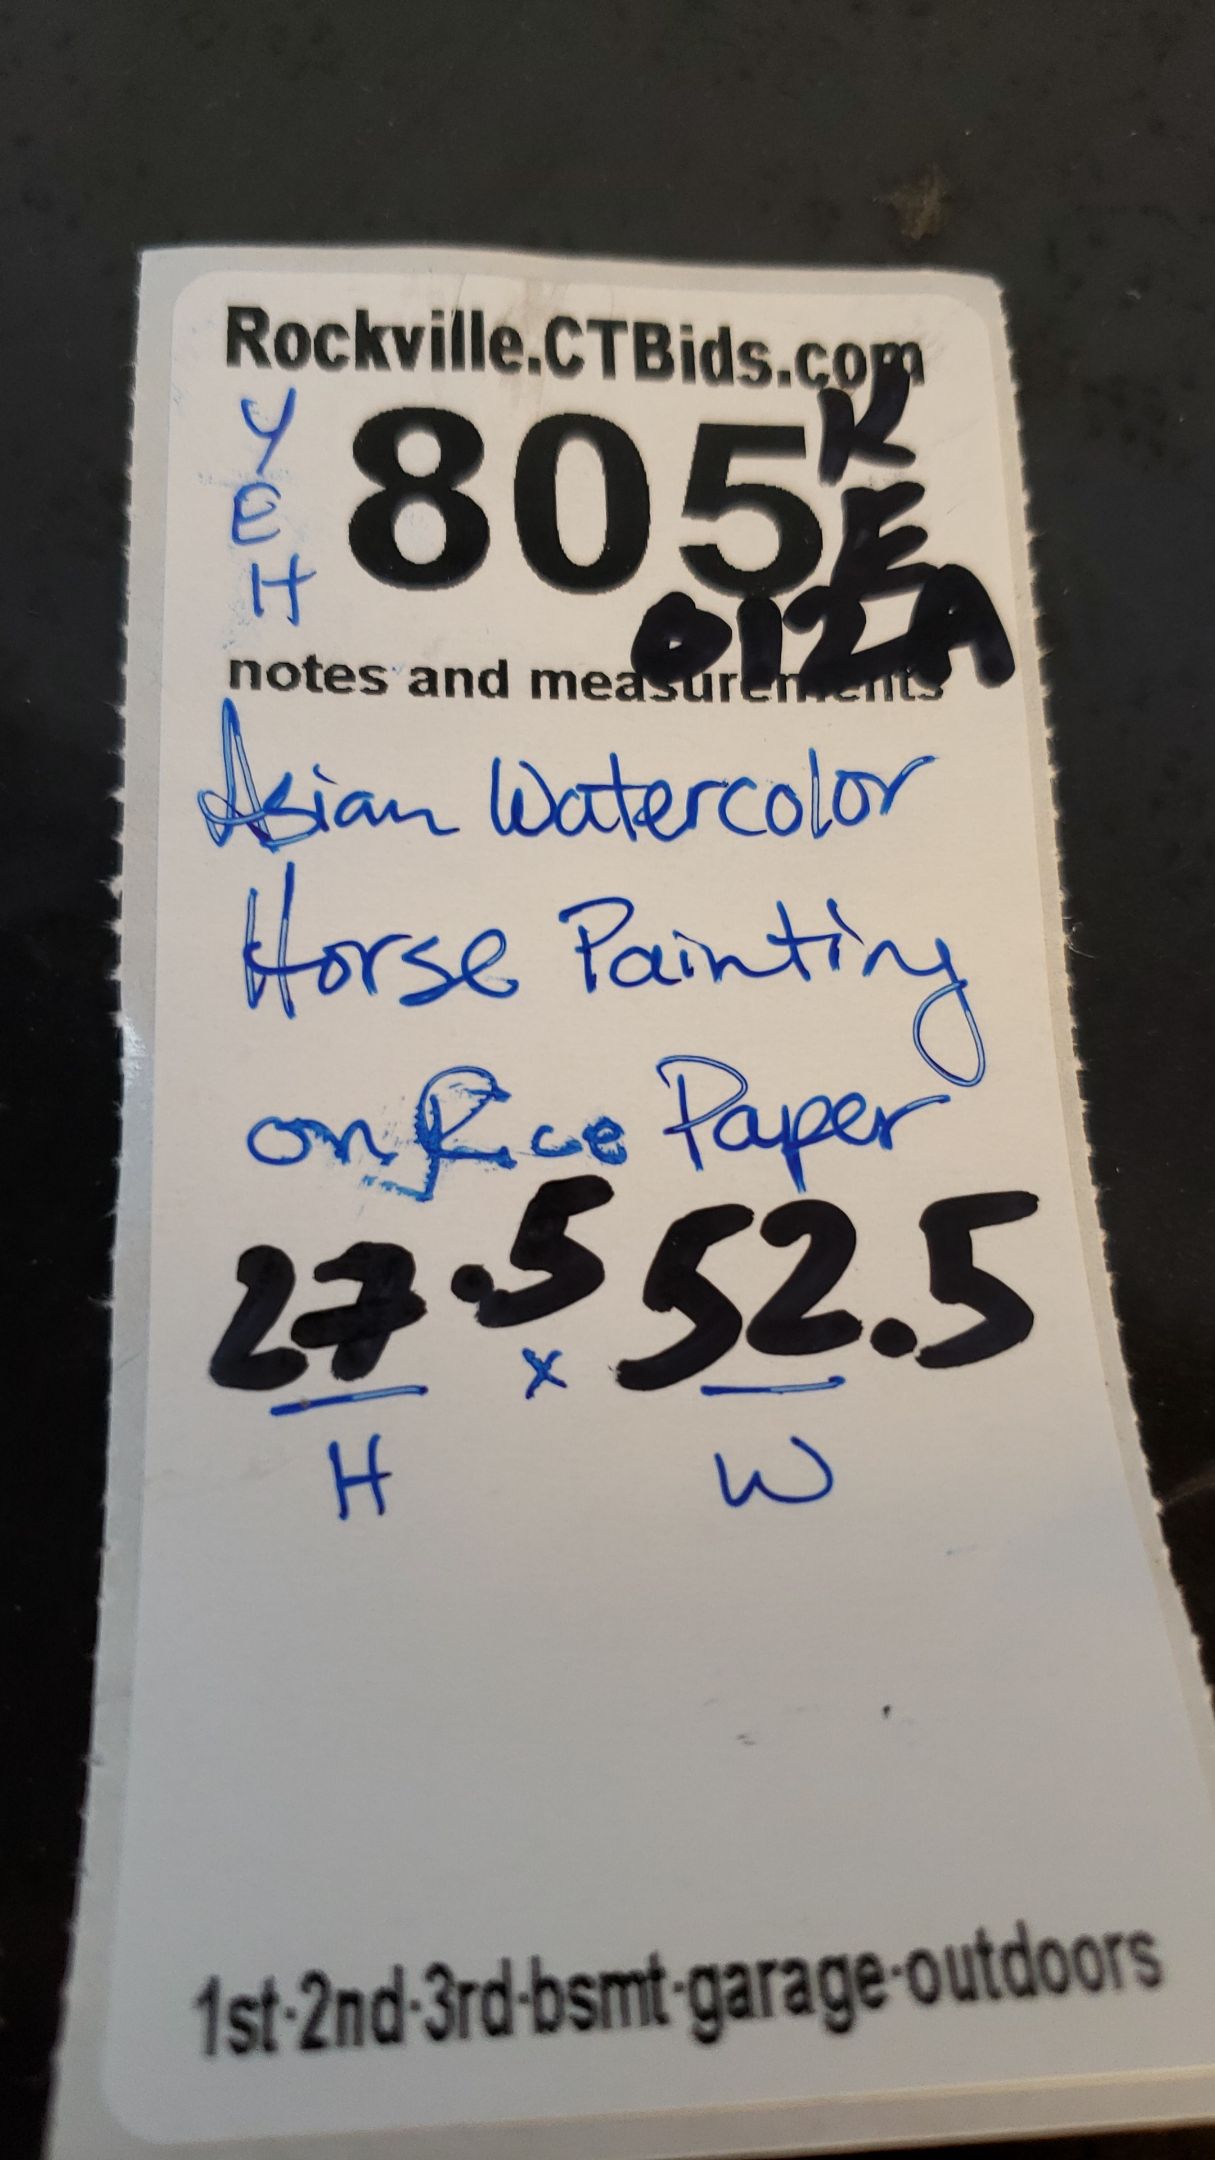 Rockville.CTBids.com
YEH
805
KE
012A
notes and measurements
Asian Watercolor
Horse Painting
on Rice Paper
27.5 x 52.5
H W
1st·2nd·3rd·bsmt·garage·outdoors